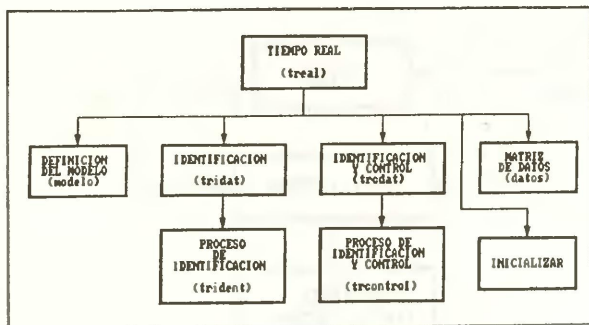 TIEMPO REAL
(treal)
DEFINICION
DEL MODELO
(modelo)
IDENTIFICACION
(tridat)
IDENTIFICACION
Y CONTROL
(trcdat)
MATRIZ
DE DATOS
(datos)
PROCESO
DE
IDENTIFICACION
(trident)
PROCESO DE
IDENTIFICACION
Y CONTROL
(trcontrol)
INICIALIZAR